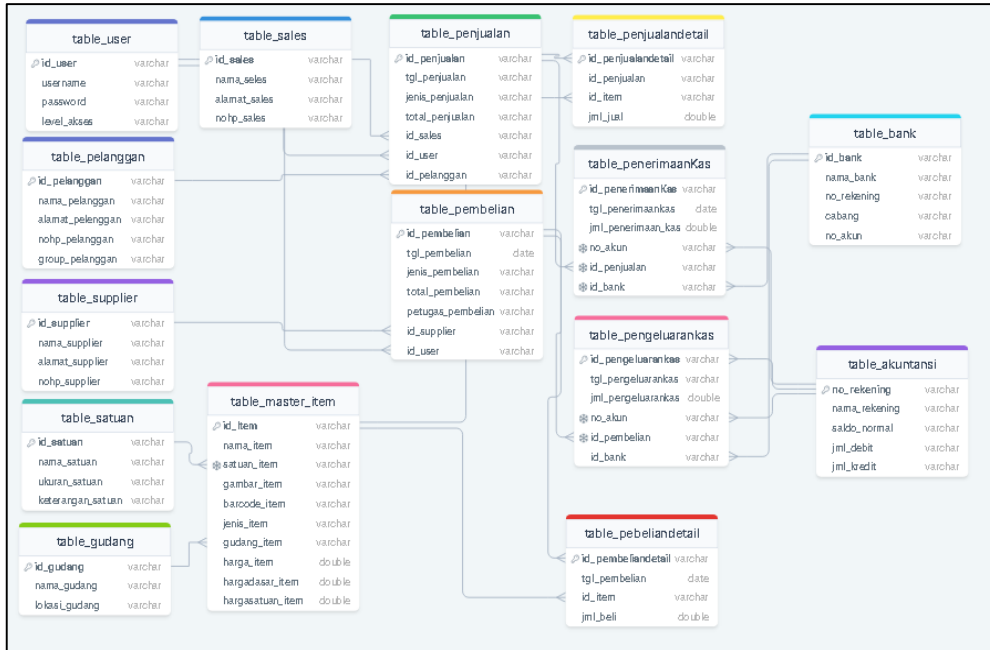 table_user
id_user varchar
username varchar
password varchar
level_akses varchar
table_sales
id_sales varchar
nama_seles varchar
alamat_sales varchar
nohp_sales varchar
table_penjualan
id_penjualan varchar
tgl_penjualan varchar
jenis_penjualan varchar
total_penjualan varchar
id_sales varchar
id_user varchar
id_pelanggan varchar
table_penjualandetail
id_penjualandetail varchar
id_penjualan varchar
id_item varchar
jml_jual double
table_bank
id_bank varchar
nama_bank varchar
no_rekening varchar
cabang varchar
no_akun varchar
table_pelanggan
id_pelanggan varchar
nama_pelanggan varchar
alamat_pelenggan varchar
nohp_pelanggan varchar
group_pelanggan varchar
table_penerimaanKas
id_penerimaanKas varchar
tgl_penerimaankas date
jml_penerimaan_kas double
no_akun varchar
id_penjualan varchar
id_bank varchar
table_pembelian
id_pembelian varchar
tgl_pembelian date
jenis_pembelian varchar
total_pembelian varchar
petugas_pembelian varchar
id_supplier varchar
id_user varchar
table_supplier
id_supplier varchar
nama_supplier varchar
alamat_supplier varchar
nohp_supplier varchar
table_pengeluarankas
id_pengeluarankas varchar
tgl_pengeluarankas varchar
jml_pengeluarankas double
no_akun varchar
id_pembelian varchar
id_bank varchar
table_akuntansi
no_rekening varchar
nama_rekening varchar
saldo_normal varchar
jml_debit varchar
jml_kredit varchar
table_satuan
id_satuan varchar
nama_satuan varchar
ukuran_satuan varchar
keterangan_satuan varchar
table_master_item
id_Item varchar
nama_item varchar
satuan_item varchar
gambar_item varchar
barcode_item varchar
jenis_item varchar
gudang_item varchar
harga_item double
hargadasar_item double
hargasatuan_item double
table_gudang
id_gudang varchar
nama_gudang varchar
lokasi_gudang varchar
table_pebeliandetail
id_pembeliandetail varchar
tgl_pembelian date
id_item varchar
jml_beli double